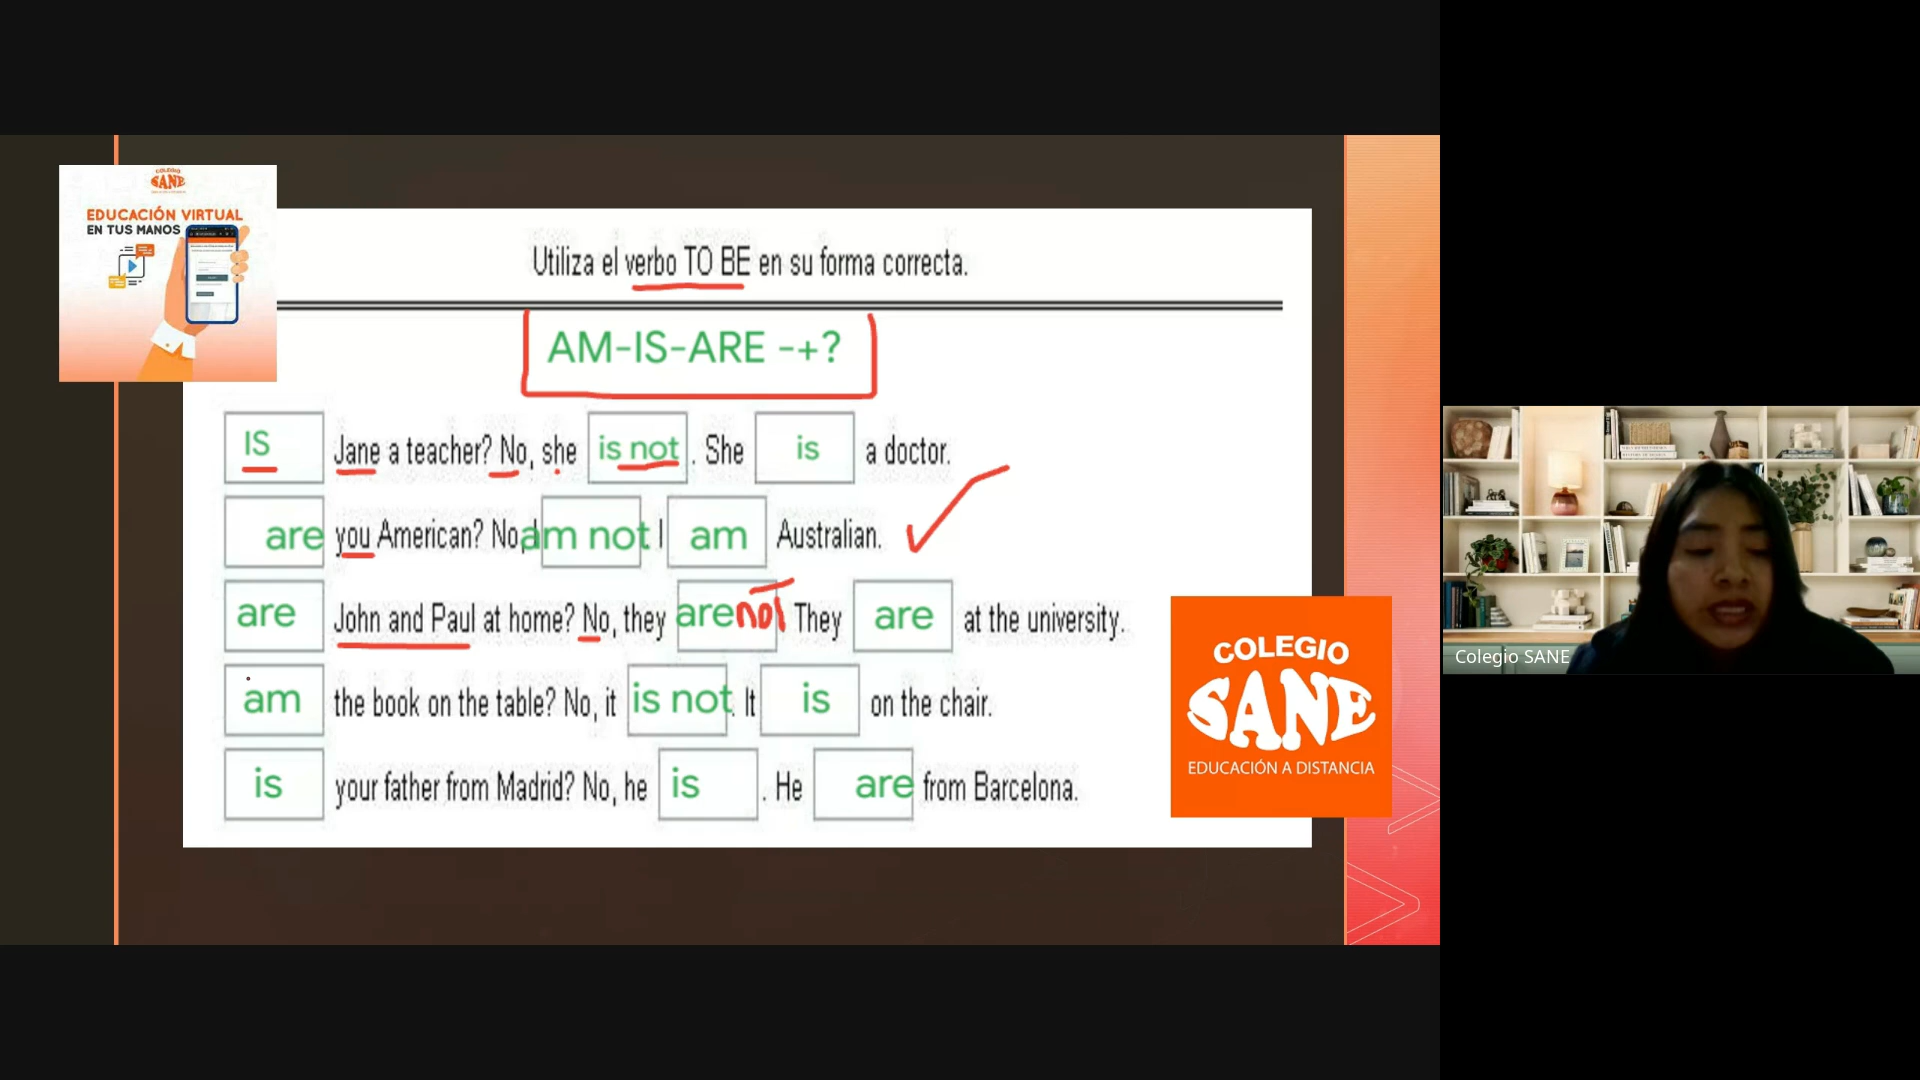 COLEGIO
SANE
EDUCACIÓN VIRTUAL
EN TUS MANOS
Utiliza el verbo TO BE en su forma correcta.
AM-IS-ARE -+?
IS Jane a teacher? No, she is not . She is a doctor.
are you American? No, I am not I am Australian.
are John and Paul at home? No, they are not They are at the university.
am the book on the table? No, it is not . It is on the chair.
is your father from Madrid? No, he is . He are from Barcelona.
COLEGIO
SANE
EDUCACIÓN A DISTANCIA
Colegio SANE